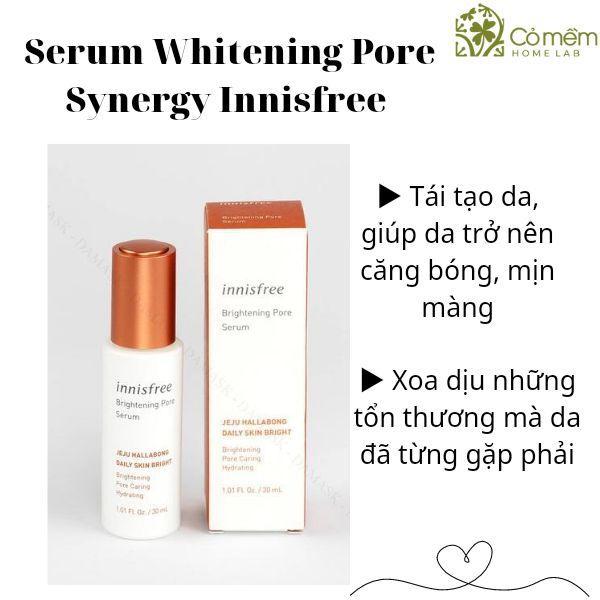 Serum Whitening Pore
Synergy Innisfree
Cỏ mềm
HOME LAB
▶ Tái tạo da,
giúp da trở nên
căng bóng, mịn
màng
▶ Xoa dịu những
tổn thương mà da
đã từng gặp phải
innisfree
Brightening Pore
Serum
JEJU HALLABONG
DAILY SKIN BRIGHT
Brightening
Pore Caring
Hydrating
1.01 Fl. Oz. / 30 mL
Brightening Pore
Serum
innisfree
Brightening Pore
Serum
JEJU HALLABONG
DAILY SKIN BRIGHT
Brightening
Pore Caring
Hydrating
1.01 Fl. Oz. / 30 mL